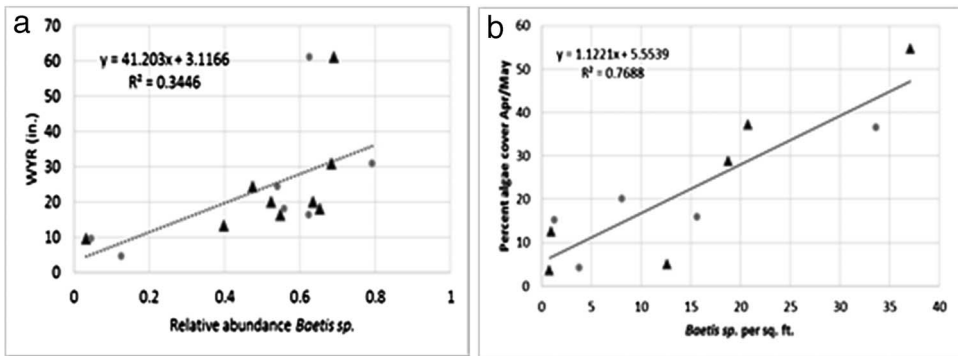 a
y = 41.203x + 3.1166
R² = 0.3446
WYR (in.)
70
60
50
40
30
20
10
0
0 0.2 0.4 0.6 0.8 1
Relative abundance Baetis sp.
b
y = 1.1221x + 5.5539
R² = 0.7688
Percent algae cover Apr/May
60
50
40
30
20
10
0
0 5 10 15 20 25 30 35 40
Baetis sp. per sq. ft.